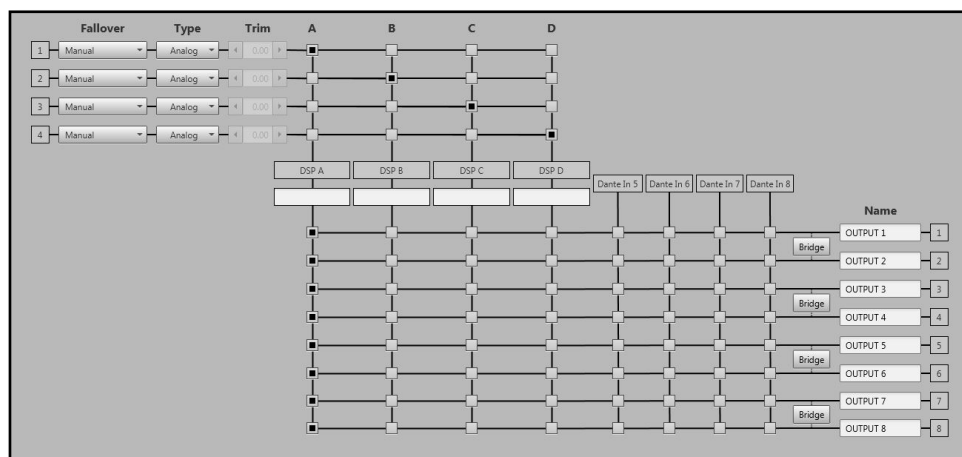 Fallover Type Trim A B C D
1 Manual Analog 0.00
2 Manual Analog 0.00
3 Manual Analog 0.00
4 Manual Analog 0.00
DSP A DSP B DSP C DSP D
Dante In 5 Dante In 6 Dante In 7 Dante In 8
Name
OUTPUT 1 1
Bridge
OUTPUT 2 2
OUTPUT 3 3
Bridge
OUTPUT 4 4
OUTPUT 5 5
Bridge
OUTPUT 6 6
OUTPUT 7 7
Bridge
OUTPUT 8 8